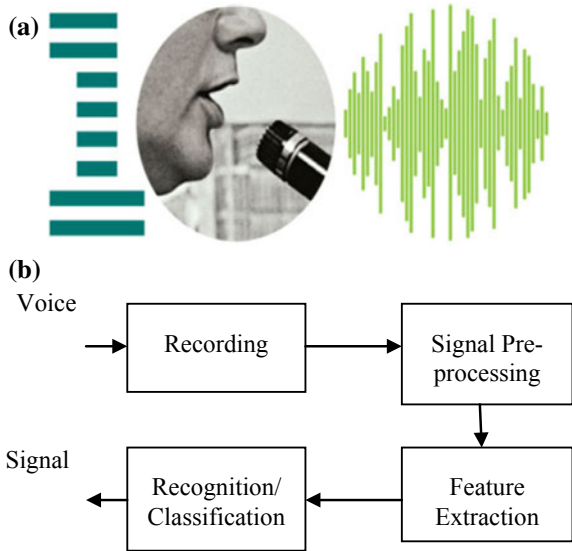 (a)
(b)
Voice
Recording
Signal Pre-
processing
Signal
Recognition/
Classification
Feature
Extraction